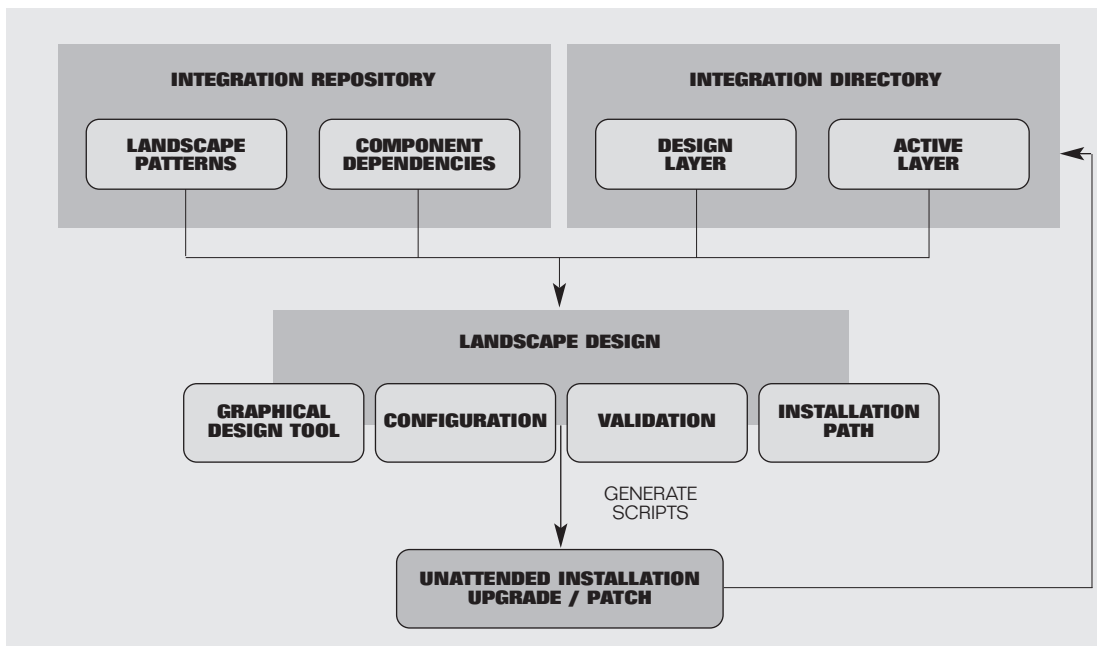 INTEGRATION REPOSITORY
LANDSCAPE
PATTERNS
COMPONENT
DEPENDENCIES
INTEGRATION DIRECTORY
DESIGN
LAYER
ACTIVE
LAYER
LANDSCAPE DESIGN
GRAPHICAL
DESIGN TOOL
CONFIGURATION
VALIDATION
INSTALLATION
PATH
GENERATE
SCRIPTS
UNATTENDED INSTALLATION
UPGRADE / PATCH